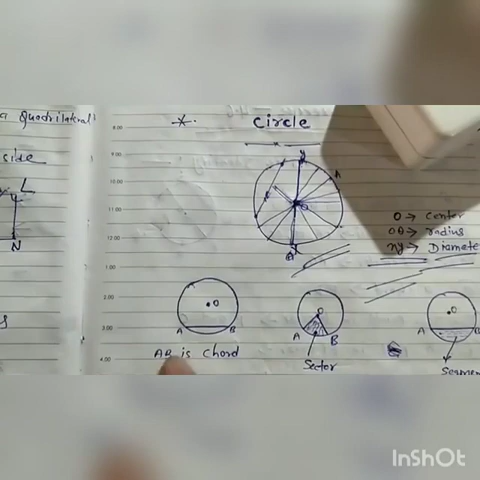 a Quadrilateral
side
L
N
*. Circle
8.00
9.00
10.00
11.00
12.00
1.00
2.00
3.00
4.00
y
A
O
O → Center
radius
xy → Diamete
O
A B
AB is chord
O
A B
Sector
O
A B
Segmen
InShOt